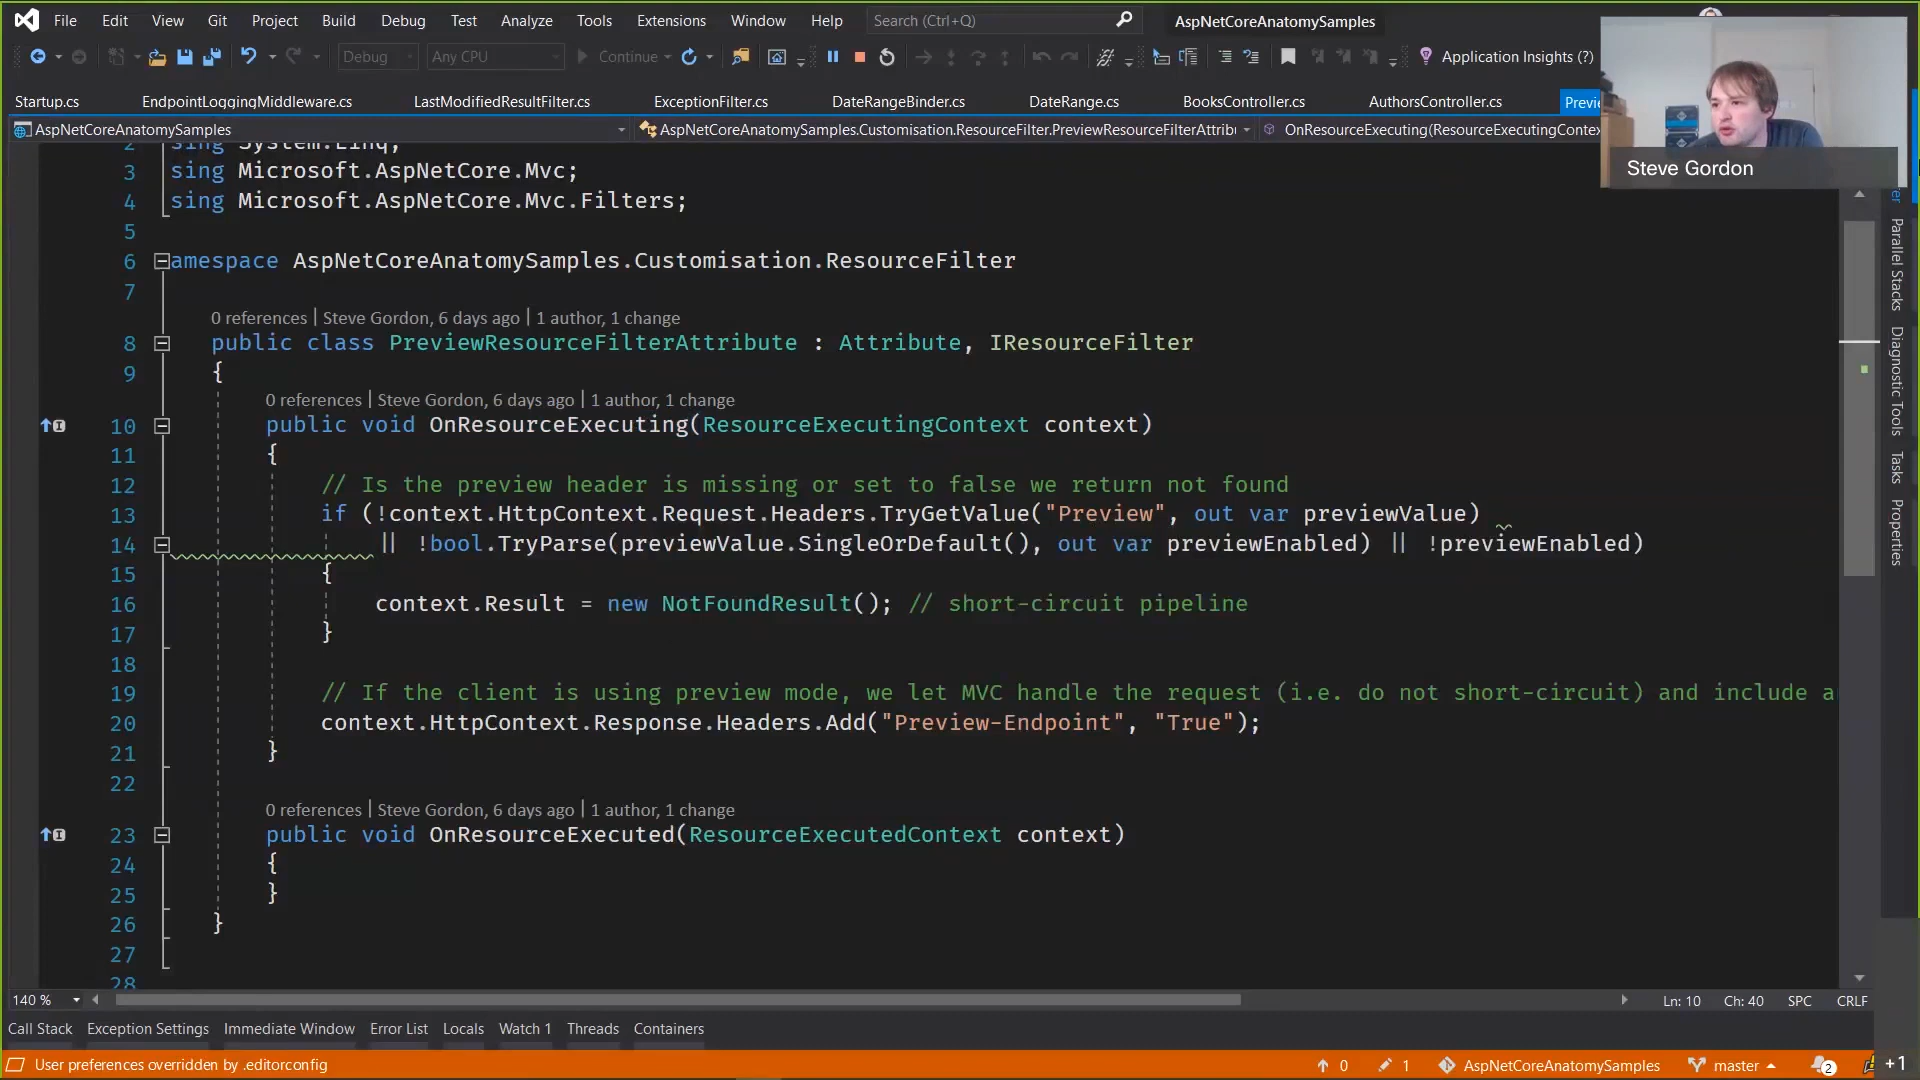 File Edit View Git Project Build Debug Test Analyze Tools Extensions Window Help Search (Ctrl+Q) AspNetCoreAnatomySamples
Debug Any CPU Continue Application Insights (?)
Startup.cs EndpointLoggingMiddleware.cs LastModifiedResultFilter.cs ExceptionFilter.cs DateRangeBinder.cs DateRange.cs BooksController.cs AuthorsController.cs Previe
AspNetCoreAnatomySamples AspNetCoreAnatomySamples.Customisation.ResourceFilter.PreviewResourceFilterAttribu OnResourceExecuting(ResourceExecutingContex
Steve Gordon
2 sing System.Linq;
3 sing Microsoft.AspNetCore.Mvc;
4 sing Microsoft.AspNetCore.Mvc.Filters;
5
6 amespace AspNetCoreAnatomySamples.Customisation.ResourceFilter
7
0 references | Steve Gordon, 6 days ago | 1 author, 1 change
8 public class PreviewResourceFilterAttribute : Attribute, IResourceFilter
9 {
0 references | Steve Gordon, 6 days ago | 1 author, 1 change
10 public void OnResourceExecuting(ResourceExecutingContext context)
11 {
12 // Is the preview header is missing or set to false we return not found
13 if (!context.HttpContext.Request.Headers.TryGetValue("Preview", out var previewValue)
14 || !bool.TryParse(previewValue.SingleOrDefault(), out var previewEnabled) || !previewEnabled)
15 {
16 context.Result = new NotFoundResult(); // short-circuit pipeline
17 }
18
19 // If the client is using preview mode, we let MVC handle the request (i.e. do not short-circuit) and include a
20 context.HttpContext.Response.Headers.Add("Preview-Endpoint", "True");
21 }
22
0 references | Steve Gordon, 6 days ago | 1 author, 1 change
23 public void OnResourceExecuted(ResourceExecutedContext context)
24 {
25 }
26 }
27
28
er
Parallel Stacks
Diagnostic Tools
Tasks
Properties
140 % Ln: 10 Ch: 40 SPC CRLF
Call Stack Exception Settings Immediate Window Error List Locals Watch 1 Threads Containers
User preferences overridden by .editorconfig 0 1 AspNetCoreAnatomySamples master 2 +1